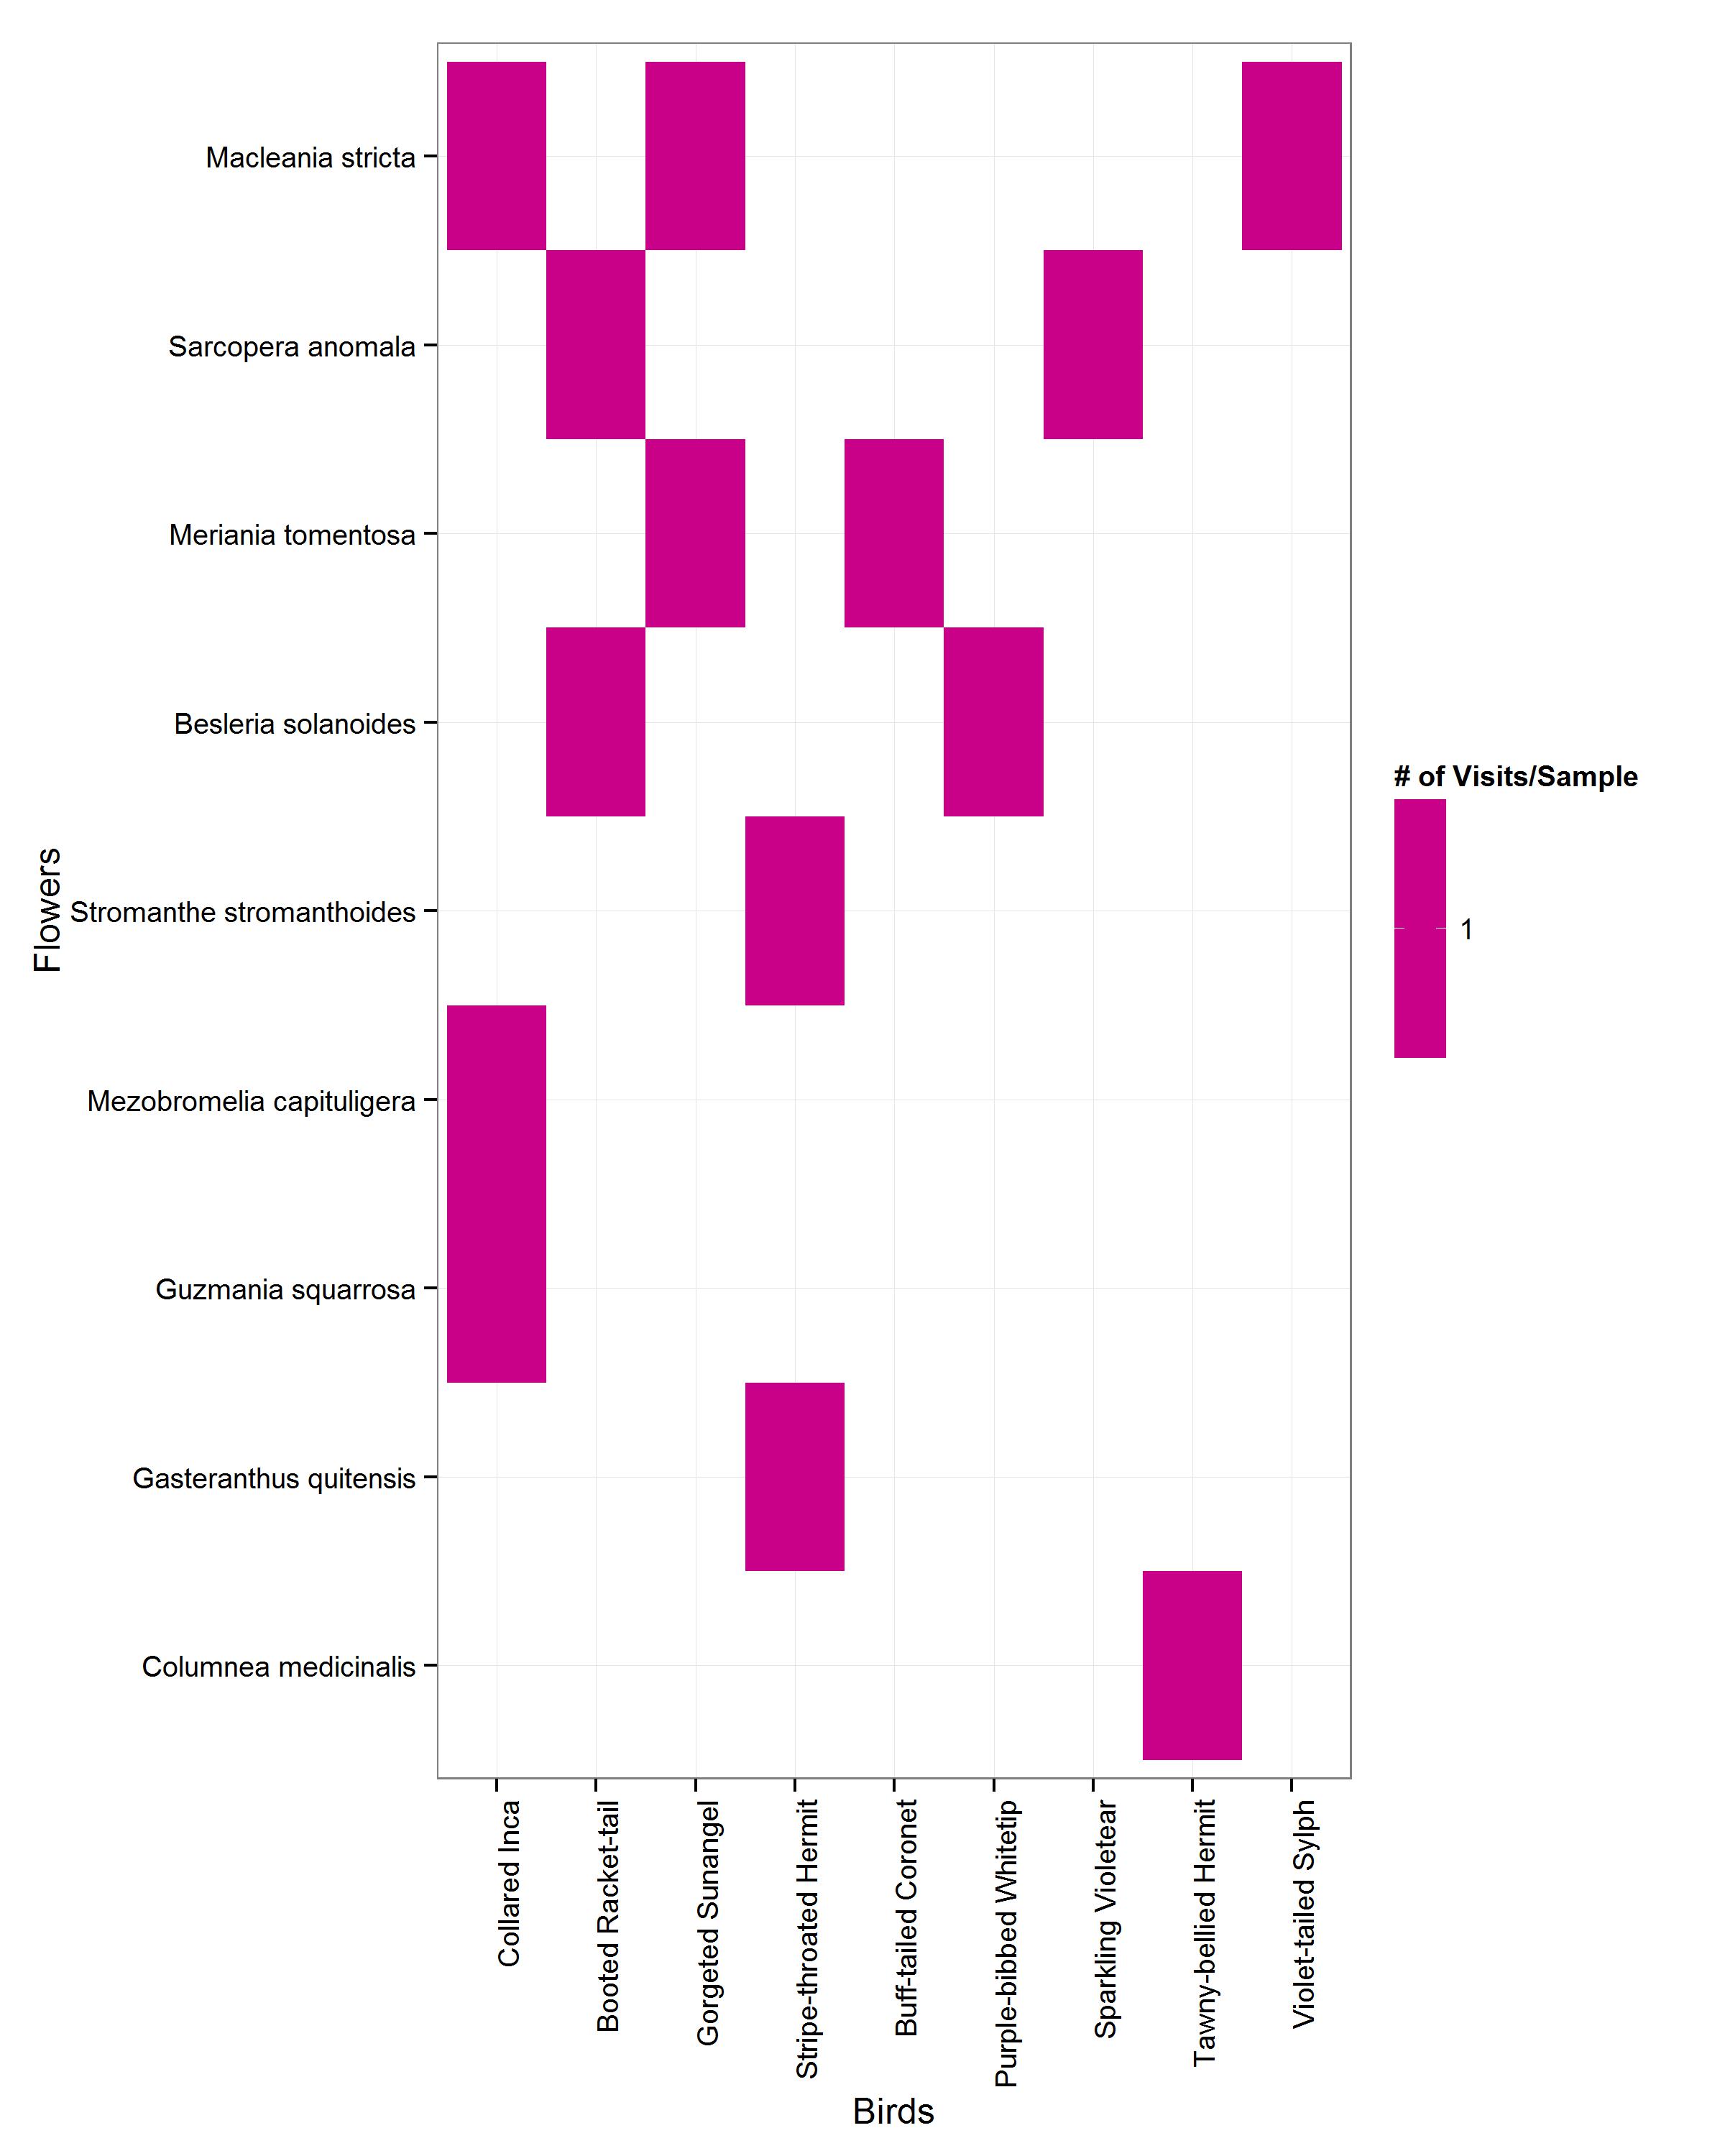 Macleania stricta
Sarcopera anomala
Meriania tomentosa
Besleria solanoides
Stromanthe stromanthoides
Mezobromelia capituligera
Guzmania squarrosa
Gasteranthus quitensis
Columnea medicinalis
Flowers
# of Visits/Sample
1
Collared Inca
Booted Racket-tail
Gorgeted Sunangel
Stripe-throated Hermit
Buff-tailed Coronet
Purple-bibbed Whitetip
Sparkling Violetear
Tawny-bellied Hermit
Violet-tailed Sylph
Birds